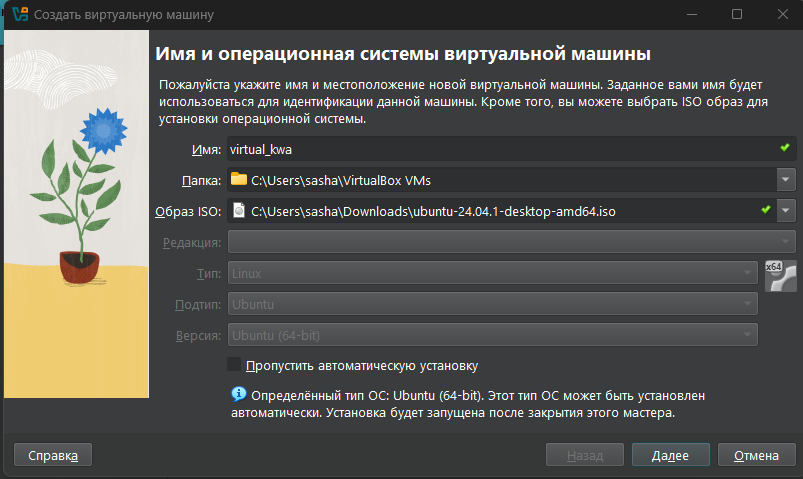 Создать виртуальную машину
Имя и операционная системы виртуальной машины
Пожалуйста укажите имя и местоположение новой виртуальной машины. Заданное вами имя будет
использоваться для идентификации данной машины. Кроме того, вы можете выбрать ISO образ для
установки операционной системы.
Имя: virtual_kwa
Папка: C:\Users\sasha\VirtualBox VMs
Образ ISO: C:\Users\sasha\Downloads\ubuntu-24.04.1-desktop-amd64.iso
Редакция:
Тип: Linux
x64
Подтип: Ubuntu
Версия: Ubuntu (64-bit)
Пропустить автоматическую установку
Определённый тип ОС: Ubuntu (64-bit). Этот тип ОС может быть установлен
автоматически. Установка будет запущена после закрытия этого мастера.
Справка Назад Далее Отмена